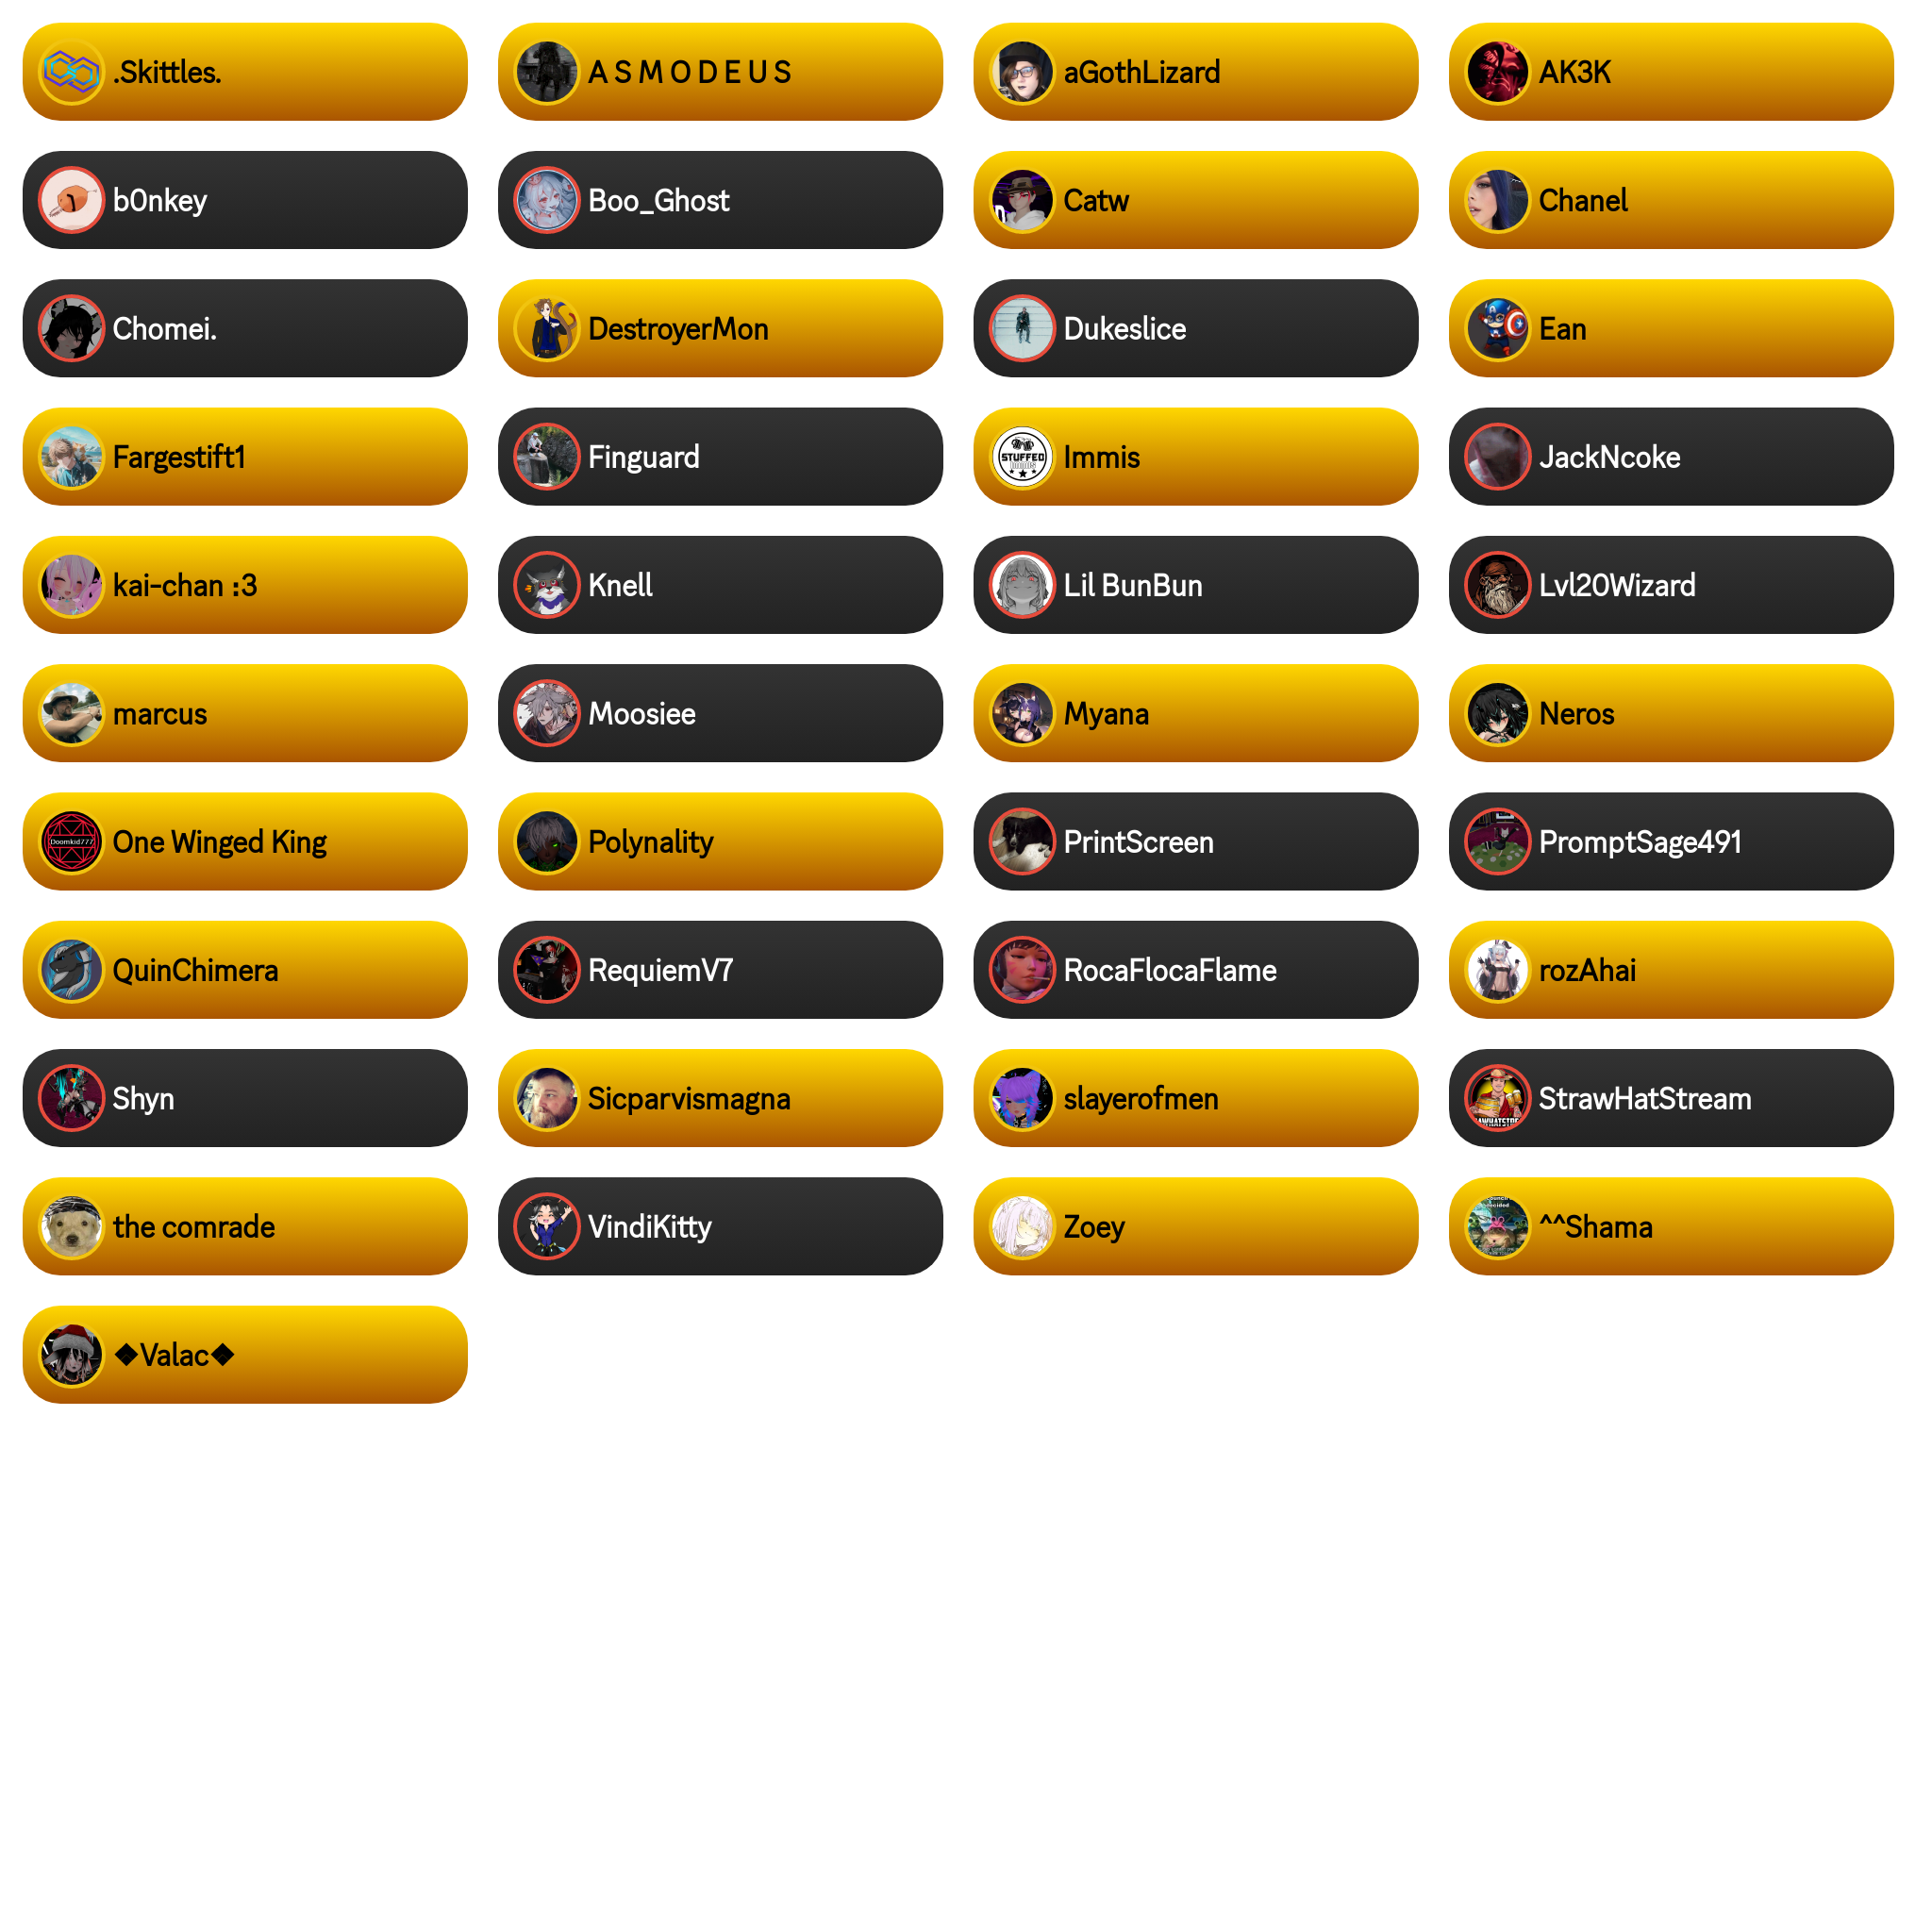 .Skittles.
A S M O D E U S
aGothLizard
AK3K
b0nkey
Boo_Ghost
Catw
Chanel
Chomei.
DestroyerMon
Dukeslice
Ean
Fargestift1
Finguard
STUFFED
Immis
JackNcoke
kai-chan :3
Knell
Lil BunBun
Lvl20Wizard
marcus
Moosiee
Myana
Neros
Doomkid777
One Winged King
Polynality
PrintScreen
PromptSage491
QuinChimera
RequiemV7
RocaFlocaFlame
rozAhai
Shyn
Sicparvismagna
slayerofmen
StrawHatStream
the comrade
VindiKitty
Zoey
^^Shama
◆Valac◆